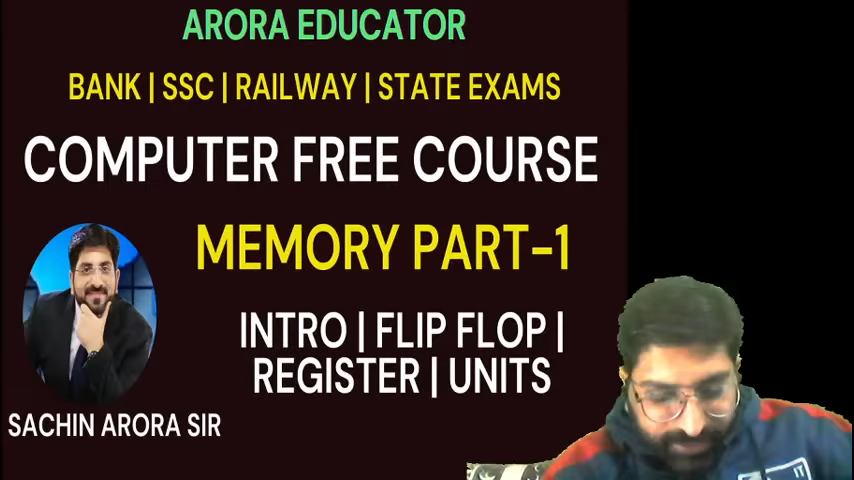 ARORA EDUCATOR
BANK | SSC | RAILWAY | STATE EXAMS
COMPUTER FREE COURSE
MEMORY PART-1
INTRO | FLIP FLOP |
REGISTER | UNITS
SACHIN ARORA SIR
IT